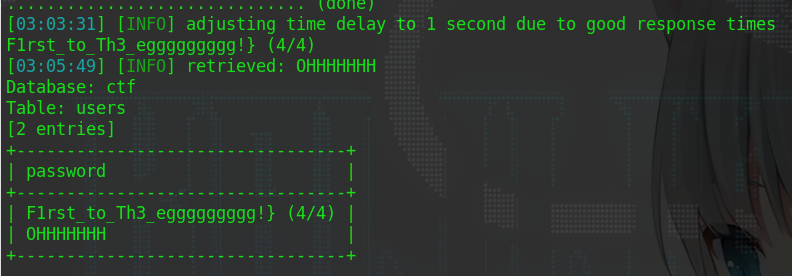 .............................. (done)
[03:03:31] [INFO] adjusting time delay to 1 second due to good response times
F1rst_to_Th3_eggggggggg!} (4/4)
[03:05:49] [INFO] retrieved: OHHHHHHH
Database: ctf
Table: users
[2 entries]
+---------------------------------+
| password                        |
+---------------------------------+
| F1rst_to_Th3_eggggggggg!} (4/4) |
| OHHHHHHH                        |
+---------------------------------+